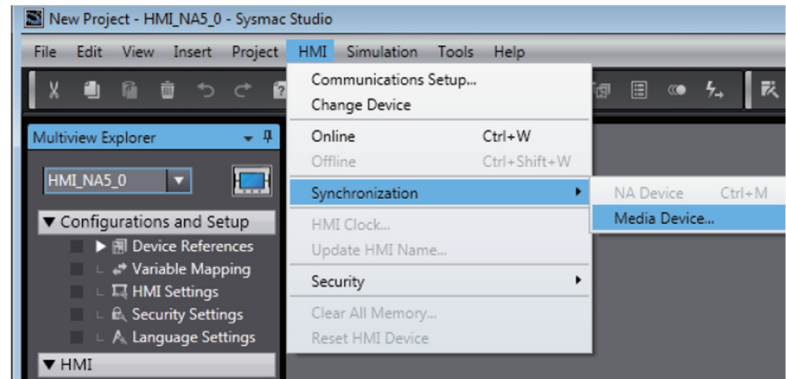 New Project - HMI_NA5_0 - Sysmac Studio
File Edit View Insert Project HMI Simulation Tools Help
Communications Setup...
Change Device
Multiview Explorer
Online Ctrl+W
Offline Ctrl+Shift+W
HMI_NA5_0
Synchronization
NA Device Ctrl+M
Media Device...
Configurations and Setup
HMI Clock...
Device References
Update HMI Name...
Variable Mapping
HMI Settings
Security
Security Settings
Clear All Memory...
Language Settings
Reset HMI Device
HMI